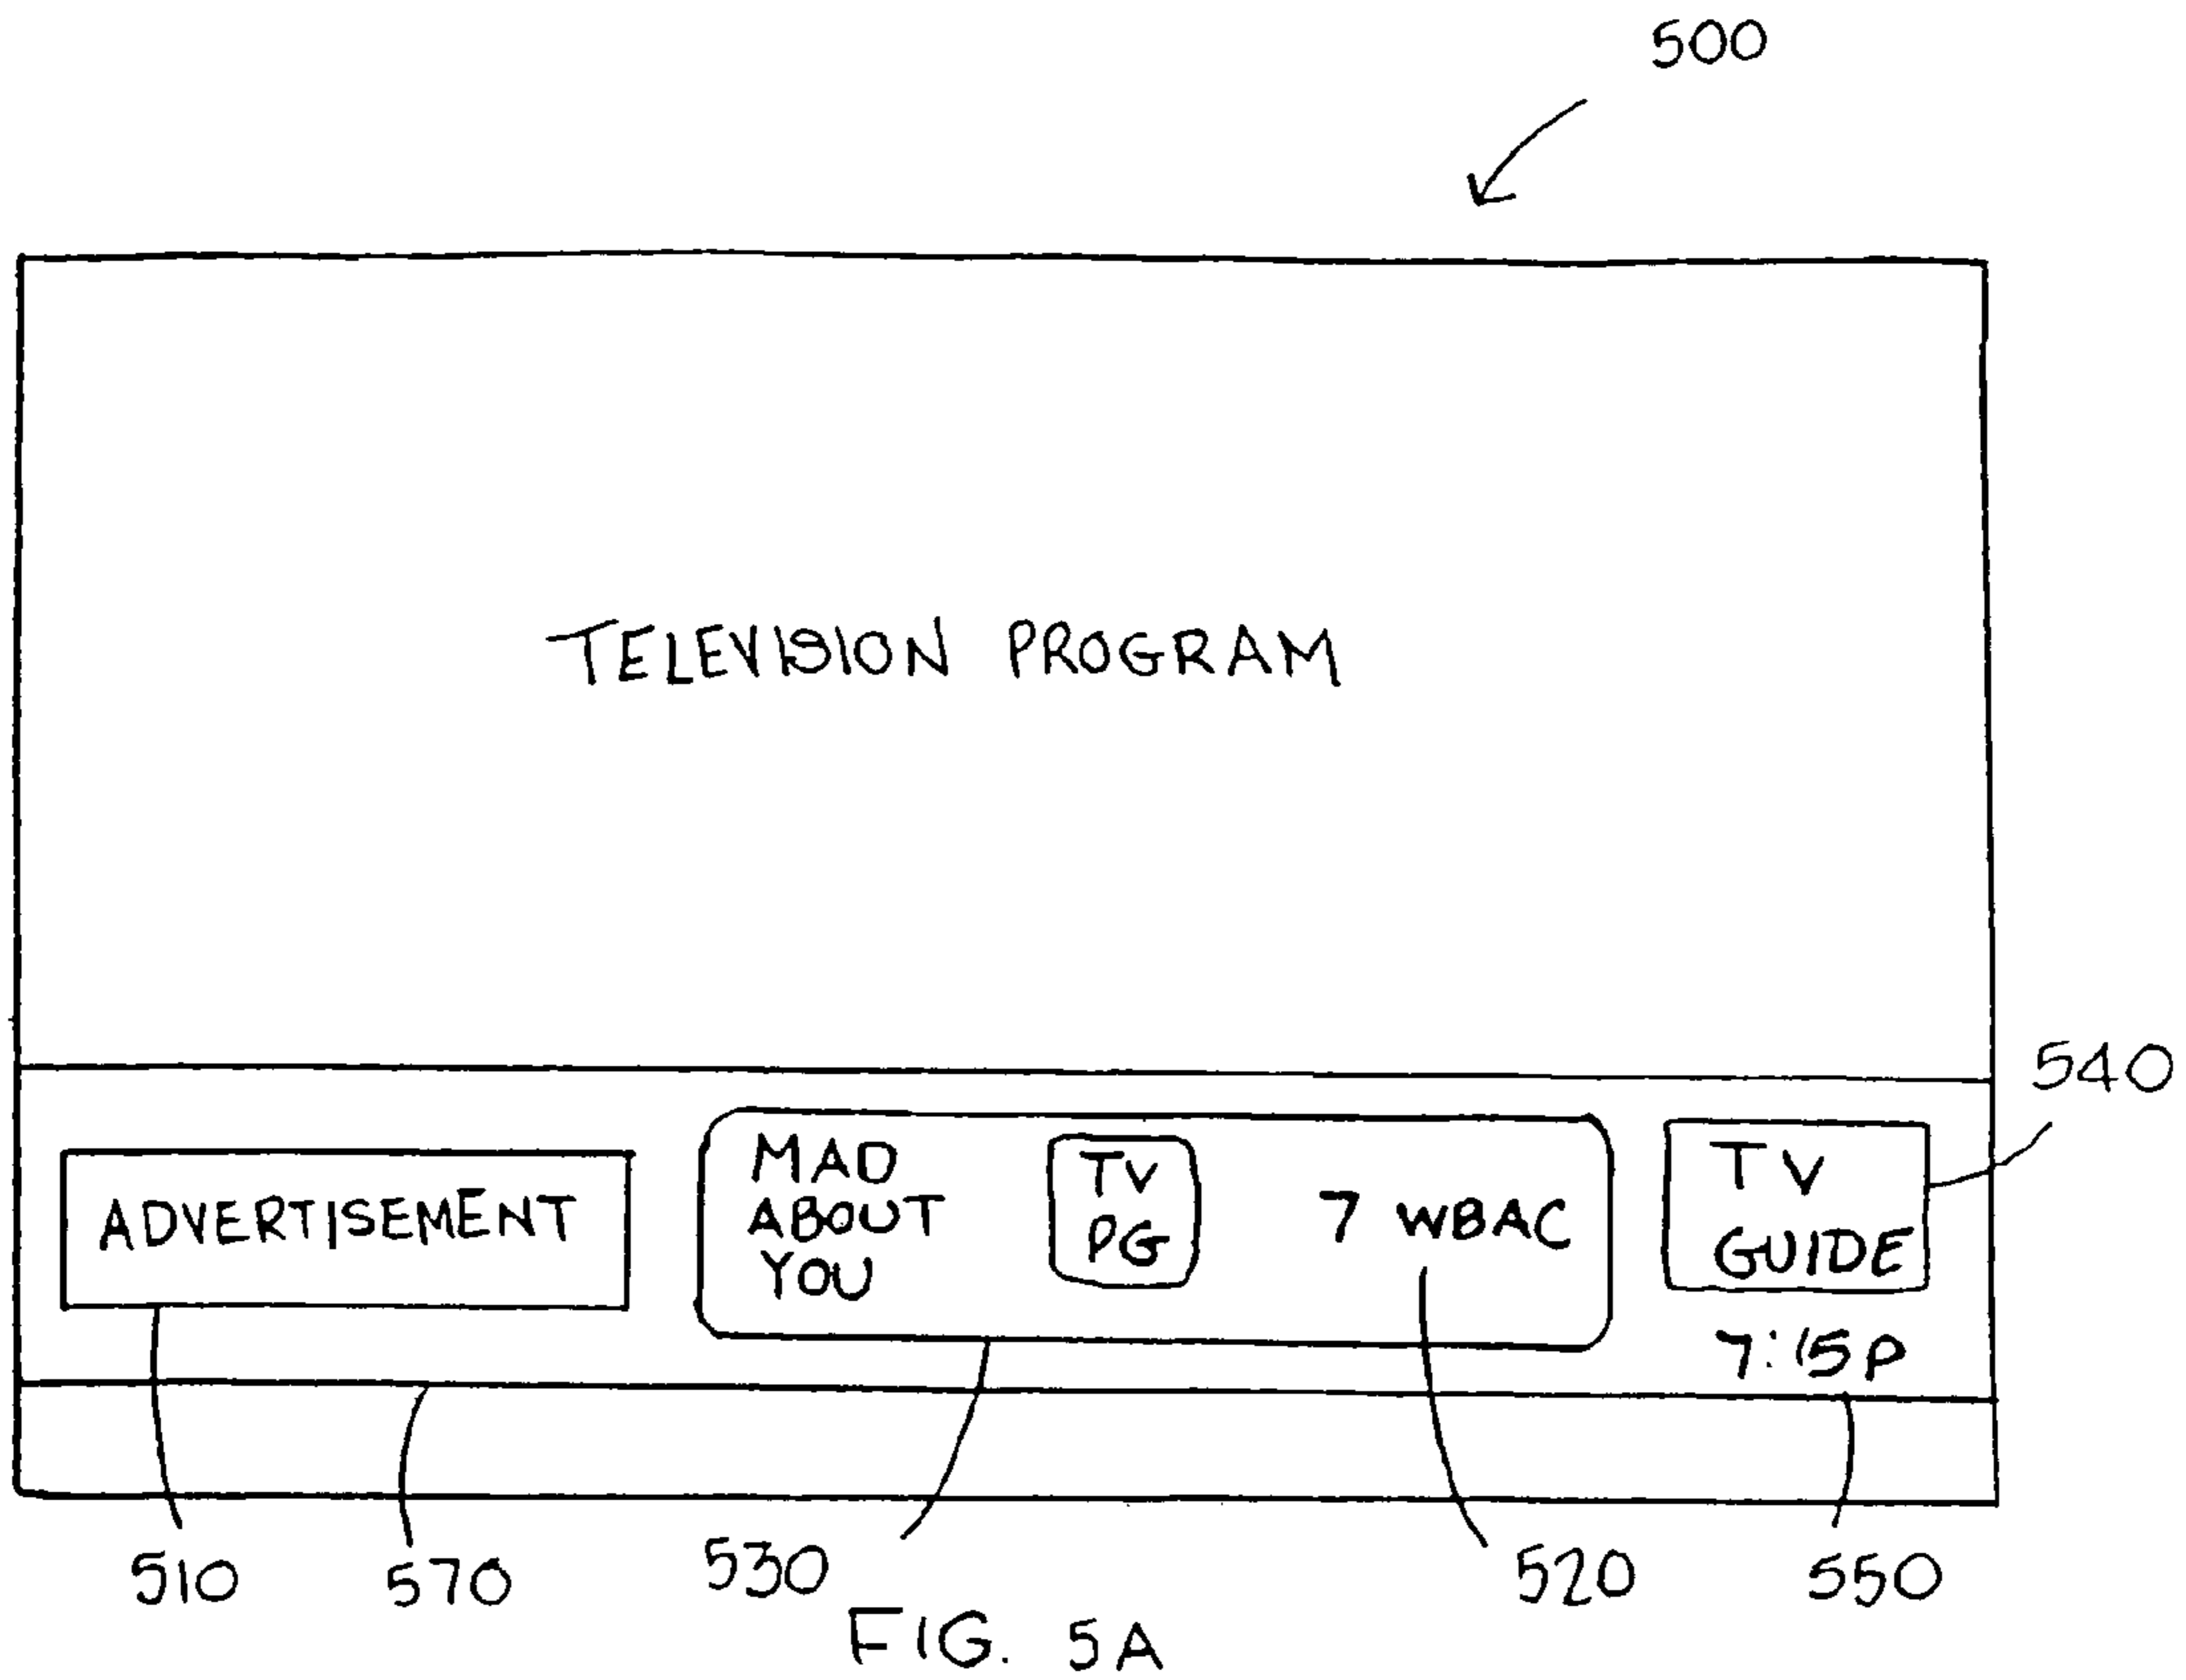 500
TELEVISION PROGRAM
540
ADVERTISEMENT
MAD
ABOUT
YOU
TV
PG
7 WBAC
TV
GUIDE
7:15P
510
570
530
520
550
FIG. 5A